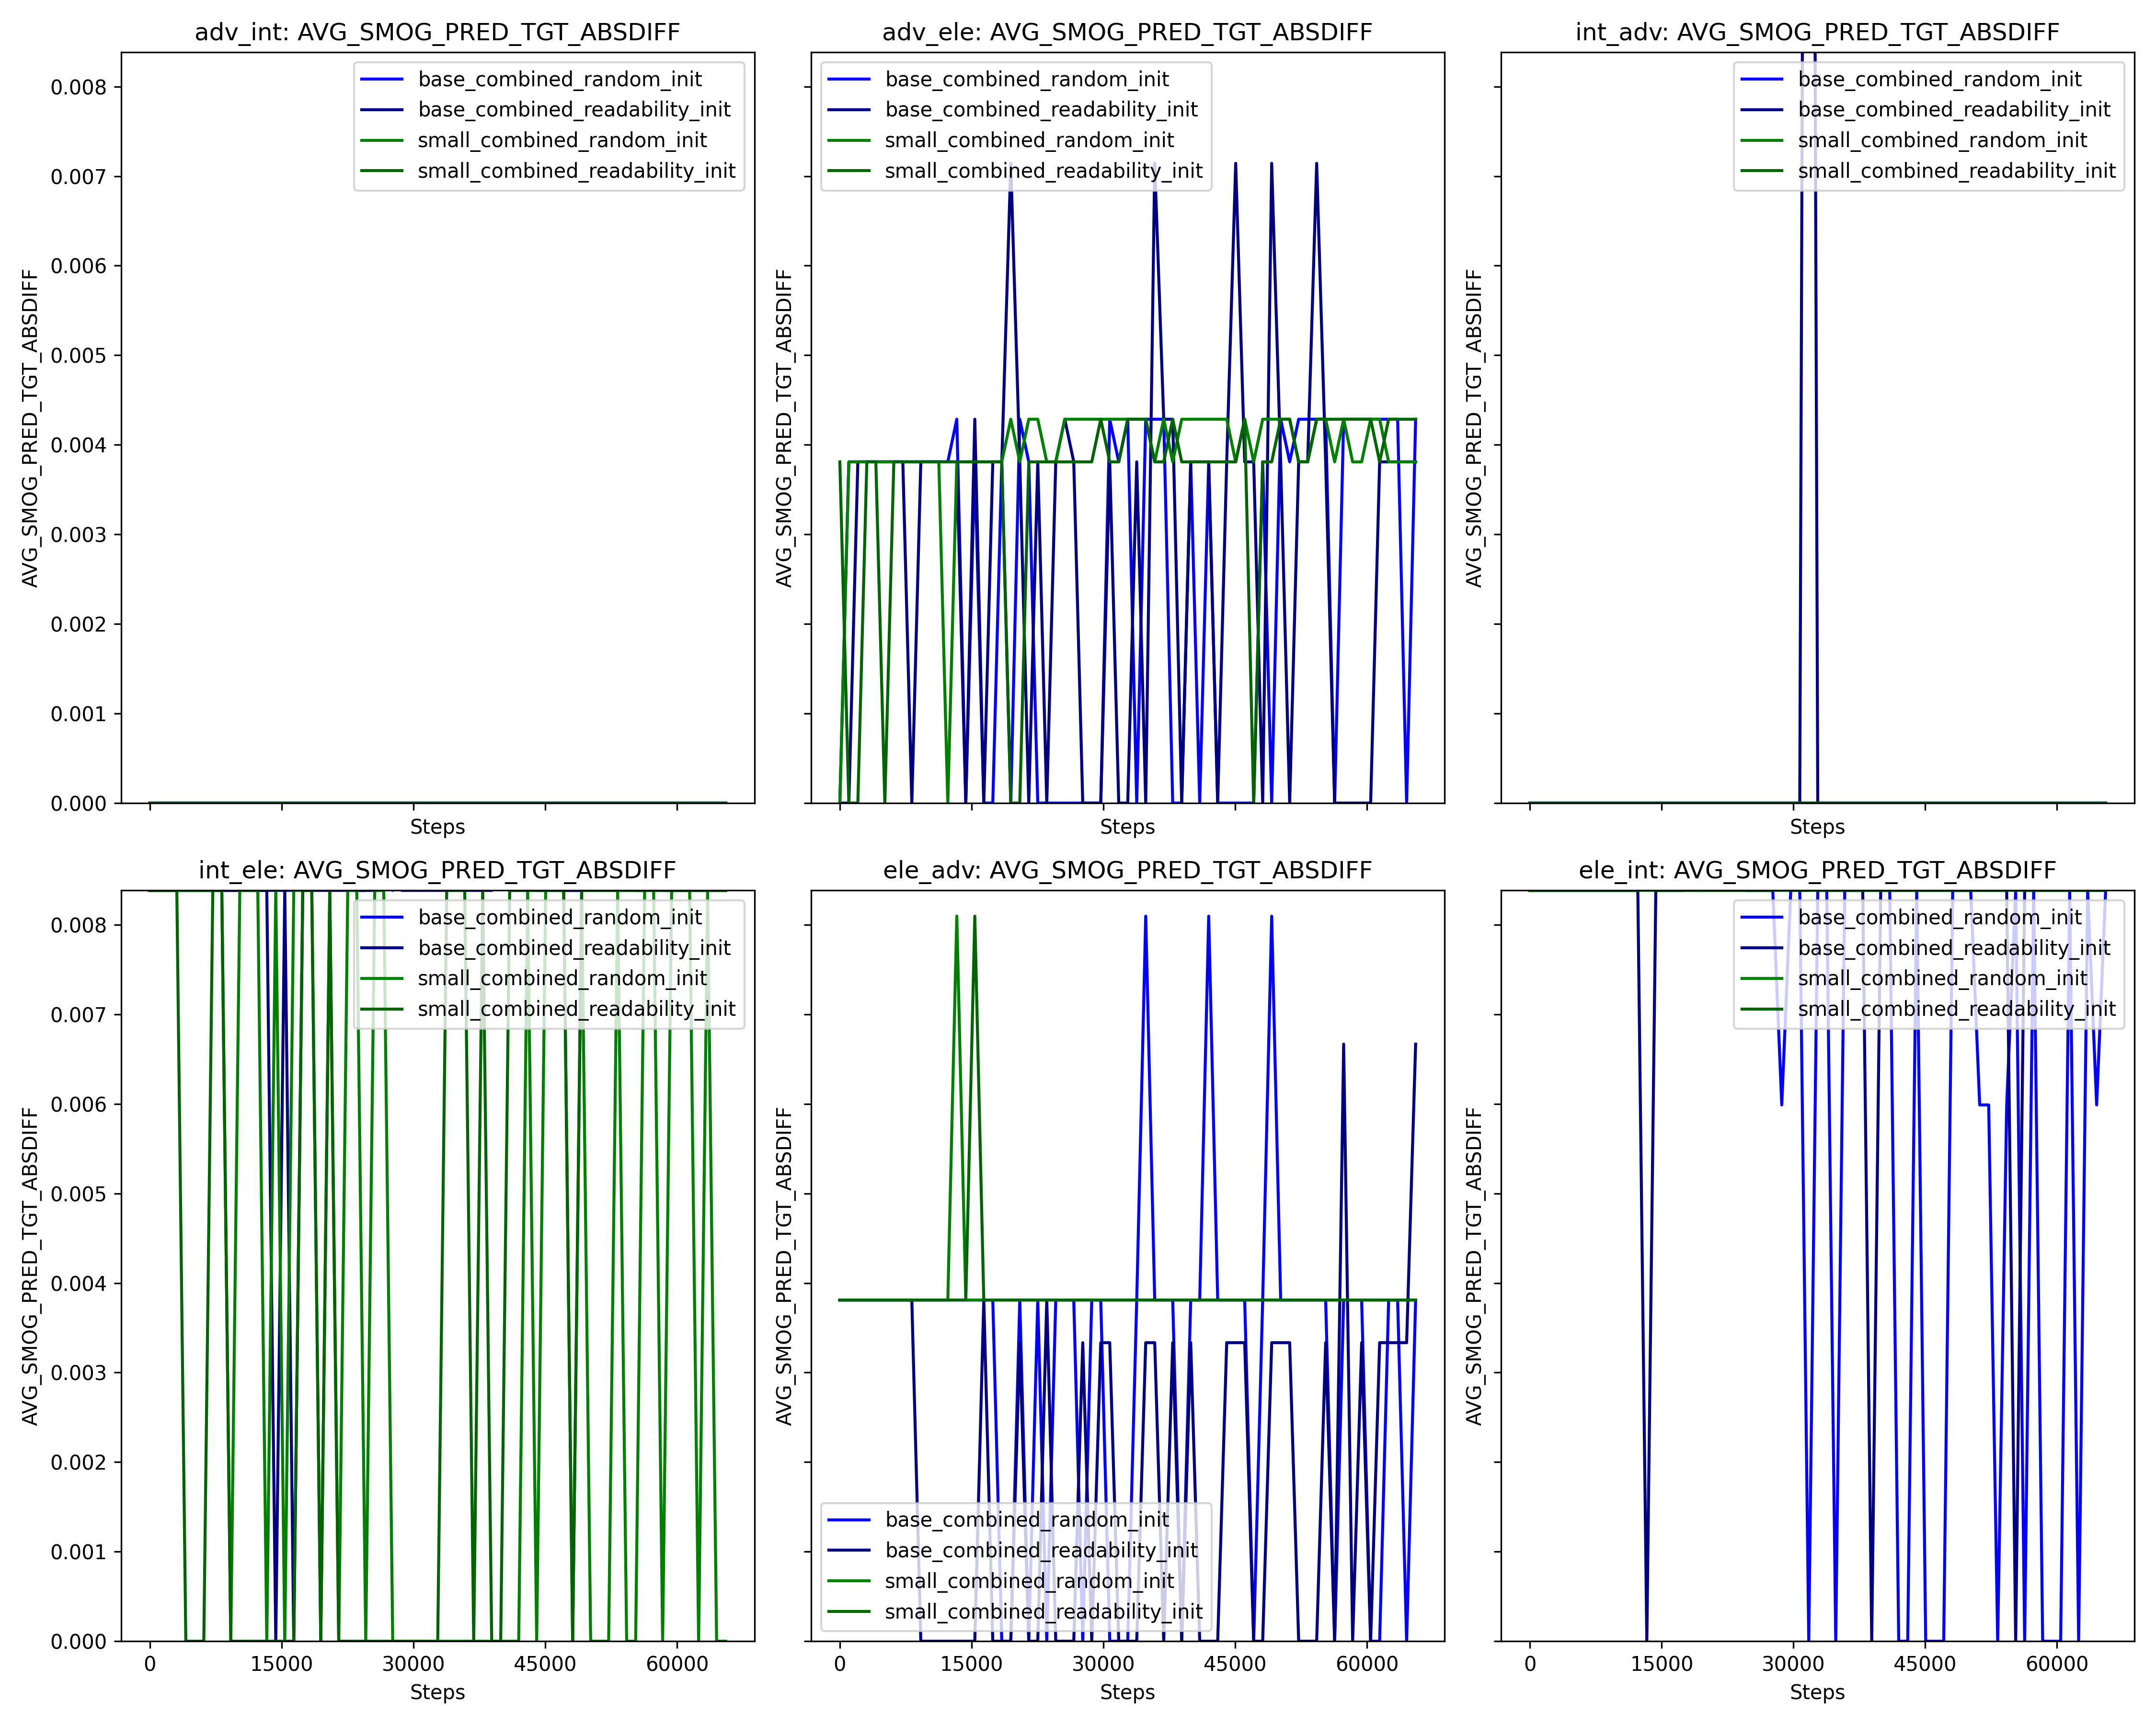 adv_int: AVG_SMOG_PRED_TGT_ABSDIFF
AVG_SMOG_PRED_TGT_ABSDIFF
0.008
0.007
0.006
0.005
0.004
0.003
0.002
0.001
0.000
base_combined_random_init
base_combined_readability_init
small_combined_random_init
small_combined_readability_init
Steps
adv_ele: AVG_SMOG_PRED_TGT_ABSDIFF
AVG_SMOG_PRED_TGT_ABSDIFF
base_combined_random_init
base_combined_readability_init
small_combined_random_init
small_combined_readability_init
Steps
int_adv: AVG_SMOG_PRED_TGT_ABSDIFF
AVG_SMOG_PRED_TGT_ABSDIFF
base_combined_random_init
base_combined_readability_init
small_combined_random_init
small_combined_readability_init
Steps
int_ele: AVG_SMOG_PRED_TGT_ABSDIFF
AVG_SMOG_PRED_TGT_ABSDIFF
0.008
0.007
0.006
0.005
0.004
0.003
0.002
0.001
0.000
base_combined_random_init
base_combined_readability_init
small_combined_random_init
small_combined_readability_init
0 15000 30000 45000 60000
Steps
ele_adv: AVG_SMOG_PRED_TGT_ABSDIFF
AVG_SMOG_PRED_TGT_ABSDIFF
base_combined_random_init
base_combined_readability_init
small_combined_random_init
small_combined_readability_init
0 15000 30000 45000 60000
Steps
ele_int: AVG_SMOG_PRED_TGT_ABSDIFF
AVG_SMOG_PRED_TGT_ABSDIFF
base_combined_random_init
base_combined_readability_init
small_combined_random_init
small_combined_readability_init
0 15000 30000 45000 60000
Steps